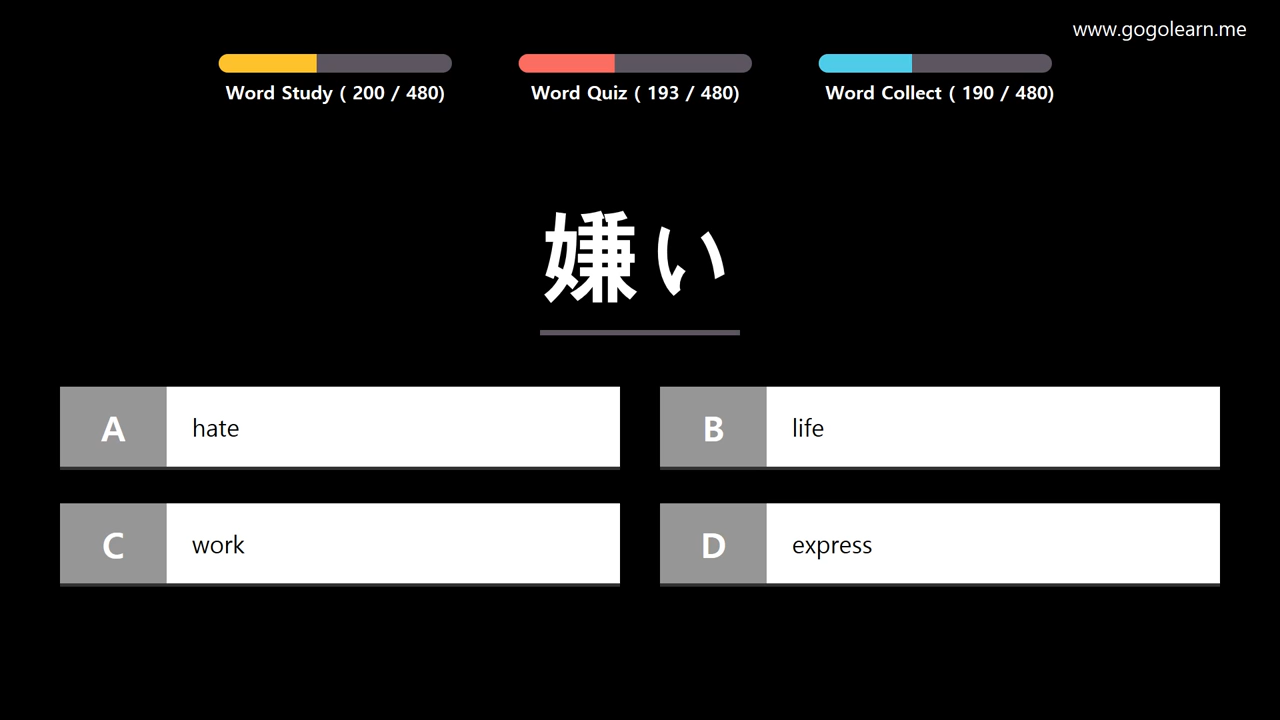 www.gogolearn.me
Word Study ( 200 / 480)
Word Quiz ( 193 / 480)
Word Collect ( 190 / 480)
嫌い
A hate
B life
C work
D express